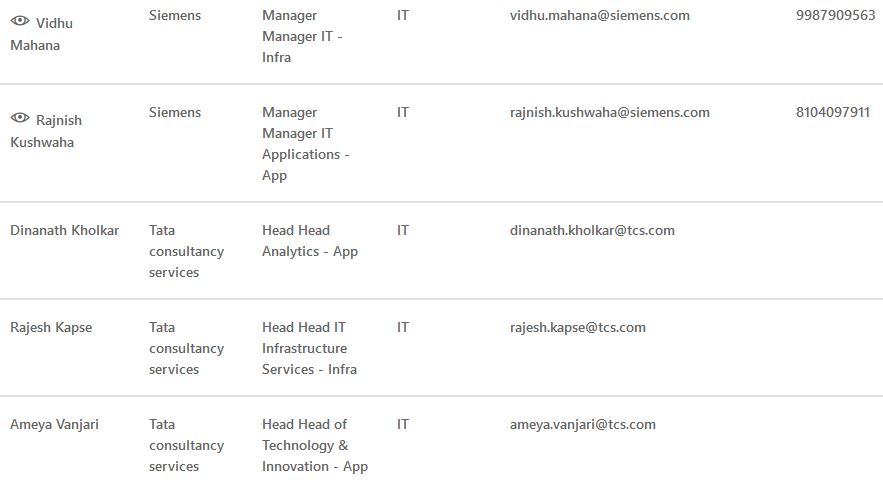 Vidhu Mahana Siemens Manager Manager IT - Infra IT vidhu.mahana@siemens.com 9987909563
Rajnish Kushwaha Siemens Manager Manager IT Applications - App IT rajnish.kushwaha@siemens.com 8104097911
Dinanath Kholkar Tata consultancy services Head Head Analytics - App IT dinanath.kholkar@tcs.com
Rajesh Kapse Tata consultancy services Head Head IT Infrastructure Services - Infra IT rajesh.kapse@tcs.com
Ameya Vanjari Tata consultancy services Head Head of Technology & Innovation - App IT ameya.vanjari@tcs.com